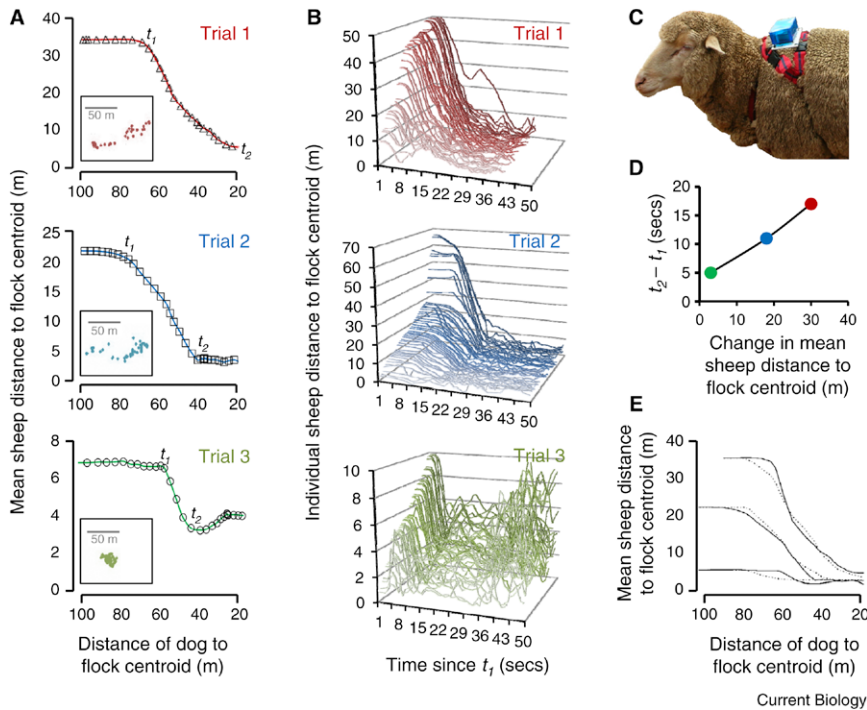 A
B
C
Trial 1
40
30
20
10
0
t1
t2
50 m
100 80 60 40 20
Trial 2
25
20
15
10
5
0
t1
t2
50 m
100 80 60 40 20
Trial 3
8
6
4
2
0
t1
t2
50 m
100 80 60 40 20
Mean sheep distance to flock centroid (m)
Distance of dog to
flock centroid (m)
Individual sheep distance to flock centroid (m)
Trial 1
50
40
30
20
10
0
1 8 15 22 29 36 43 50
Trial 2
70
60
50
40
30
20
10
0
1 8 15 22 29 36 43 50
Trial 3
10
8
6
4
2
0
1 8 15 22 29 36 43 50
Time since t1 (secs)
D
t2 – t1 (secs)
20
15
10
5
0
0 10 20 30 40
Change in mean
sheep distance to
flock centroid (m)
E
Mean sheep distance
to flock centroid (m)
40
30
20
10
0
100 80 60 40 20
Distance of dog to
flock centroid (m)
Current Biology